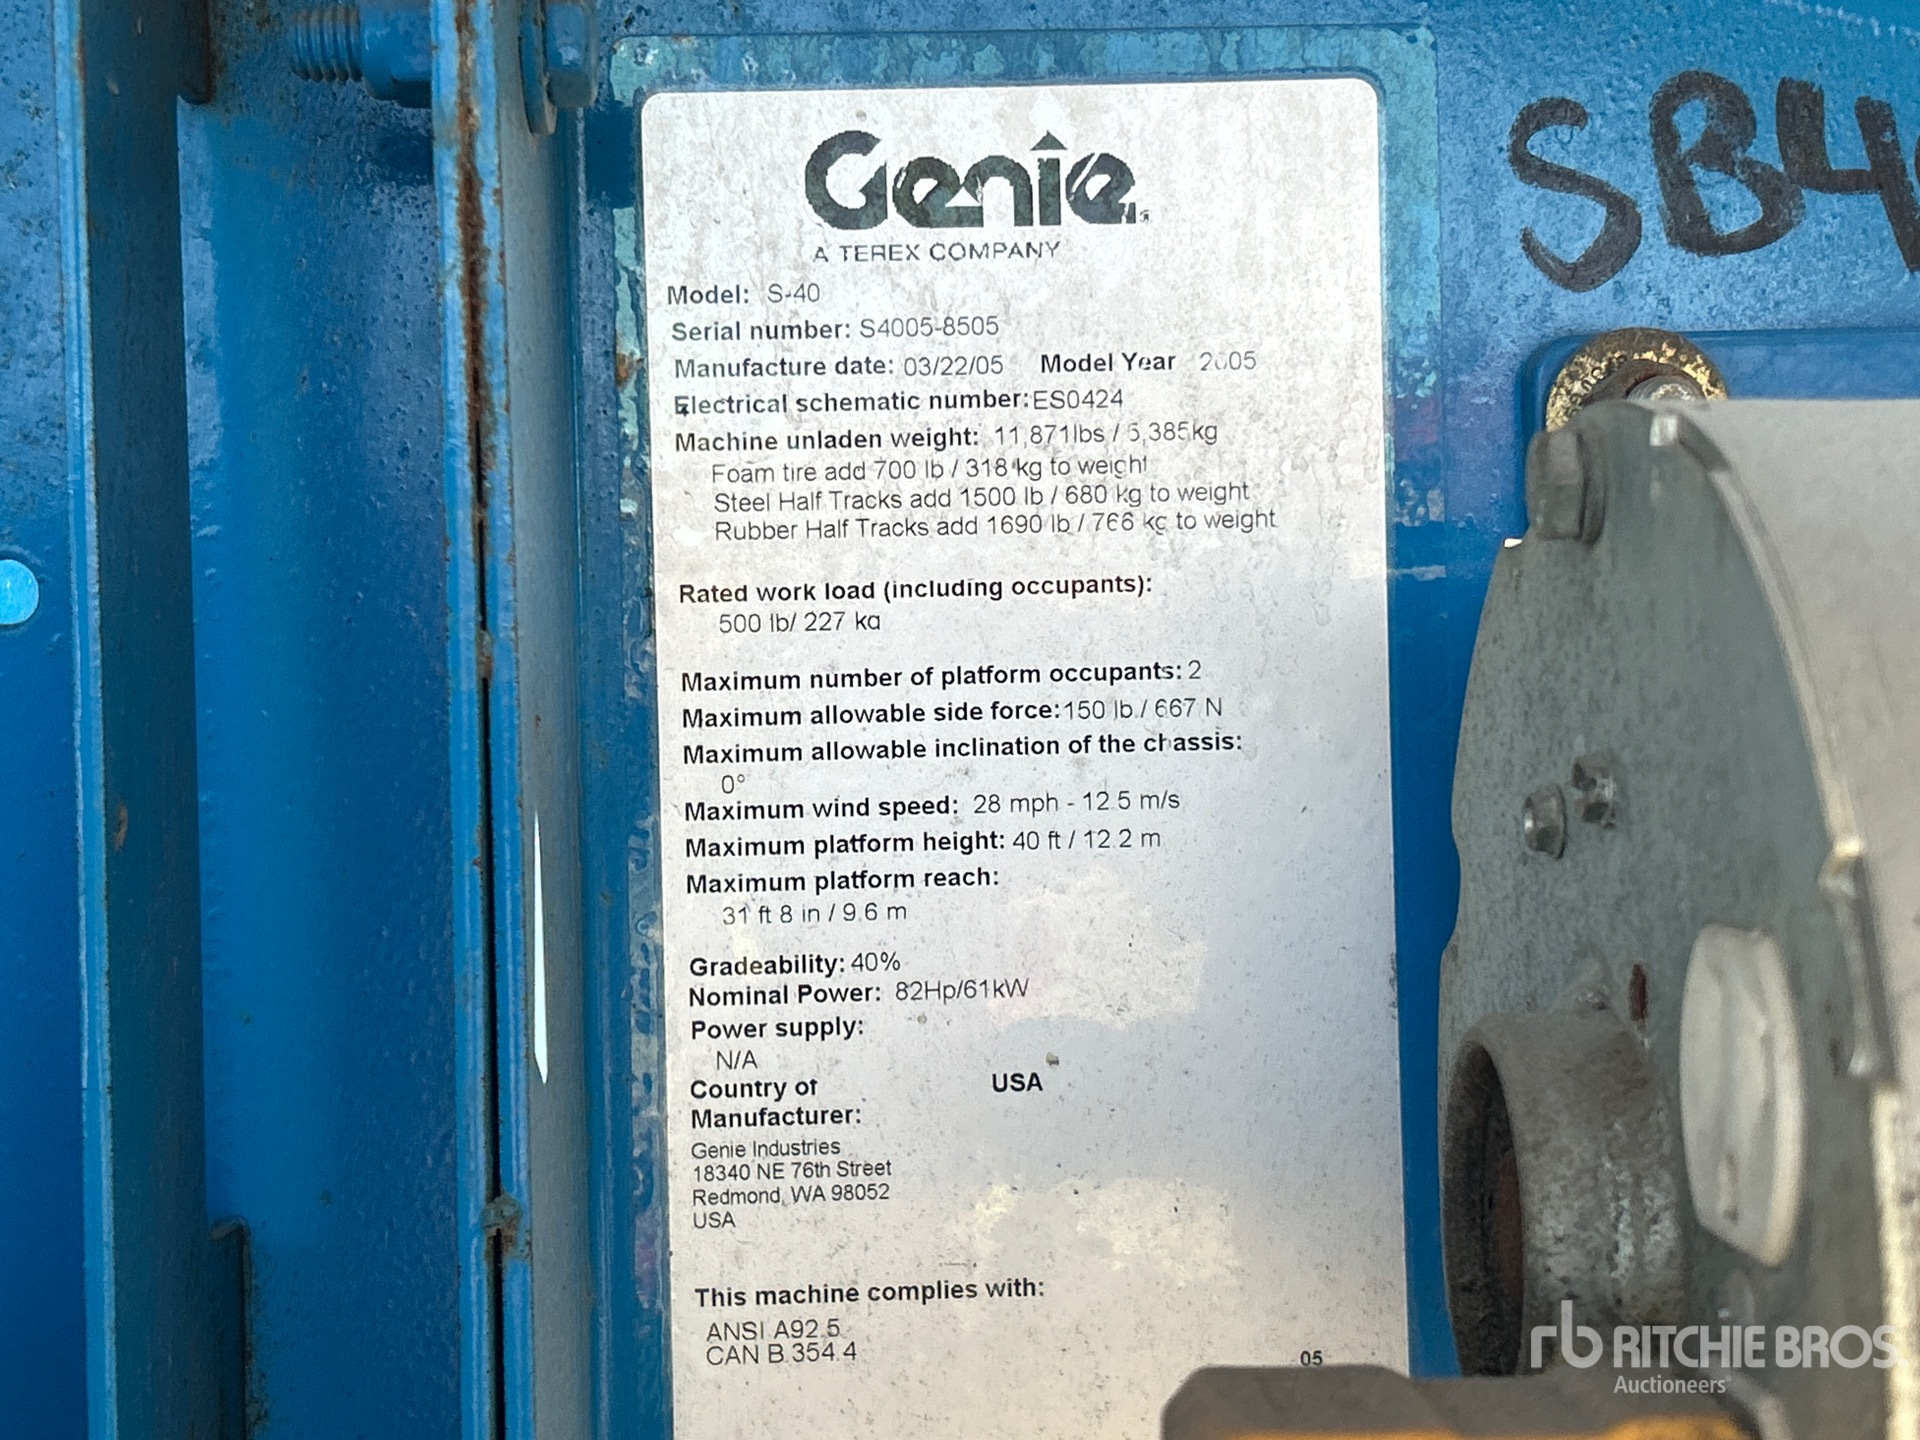 Genie
A TEREX COMPANY
Model: S-40
Serial number: S4005-8505
Manufacture date: 03/22/05 Model Year 2005
Electrical schematic number: ES0424
Machine unladen weight: 11,871lbs / 5,385kg
Foam tire add 700 lb / 318 kg to weight
Steel Half Tracks add 1500 lb / 680 kg to weight
Rubber Half Tracks add 1690 lb / 766 kg to weight
Rated work load (including occupants):
500 lb/ 227 kg
Maximum number of platform occupants: 2
Maximum allowable side force: 150 lb / 667 N
Maximum allowable inclination of the chassis:
0°
Maximum wind speed: 28 mph - 12.5 m/s
Maximum platform height: 40 ft / 12.2 m
Maximum platform reach:
31 ft 8 in / 9.6 m
Gradeability: 40%
Nominal Power: 82Hp/61kW
Power supply:
N/A
Country of USA
Manufacturer:
Genie Industries
18340 NE 76th Street
Redmond, WA 98052
USA
This machine complies with:
ANSI A92.5
CAN B.354.4
05
SB4
rb RITCHIE BROS.
Auctioneers